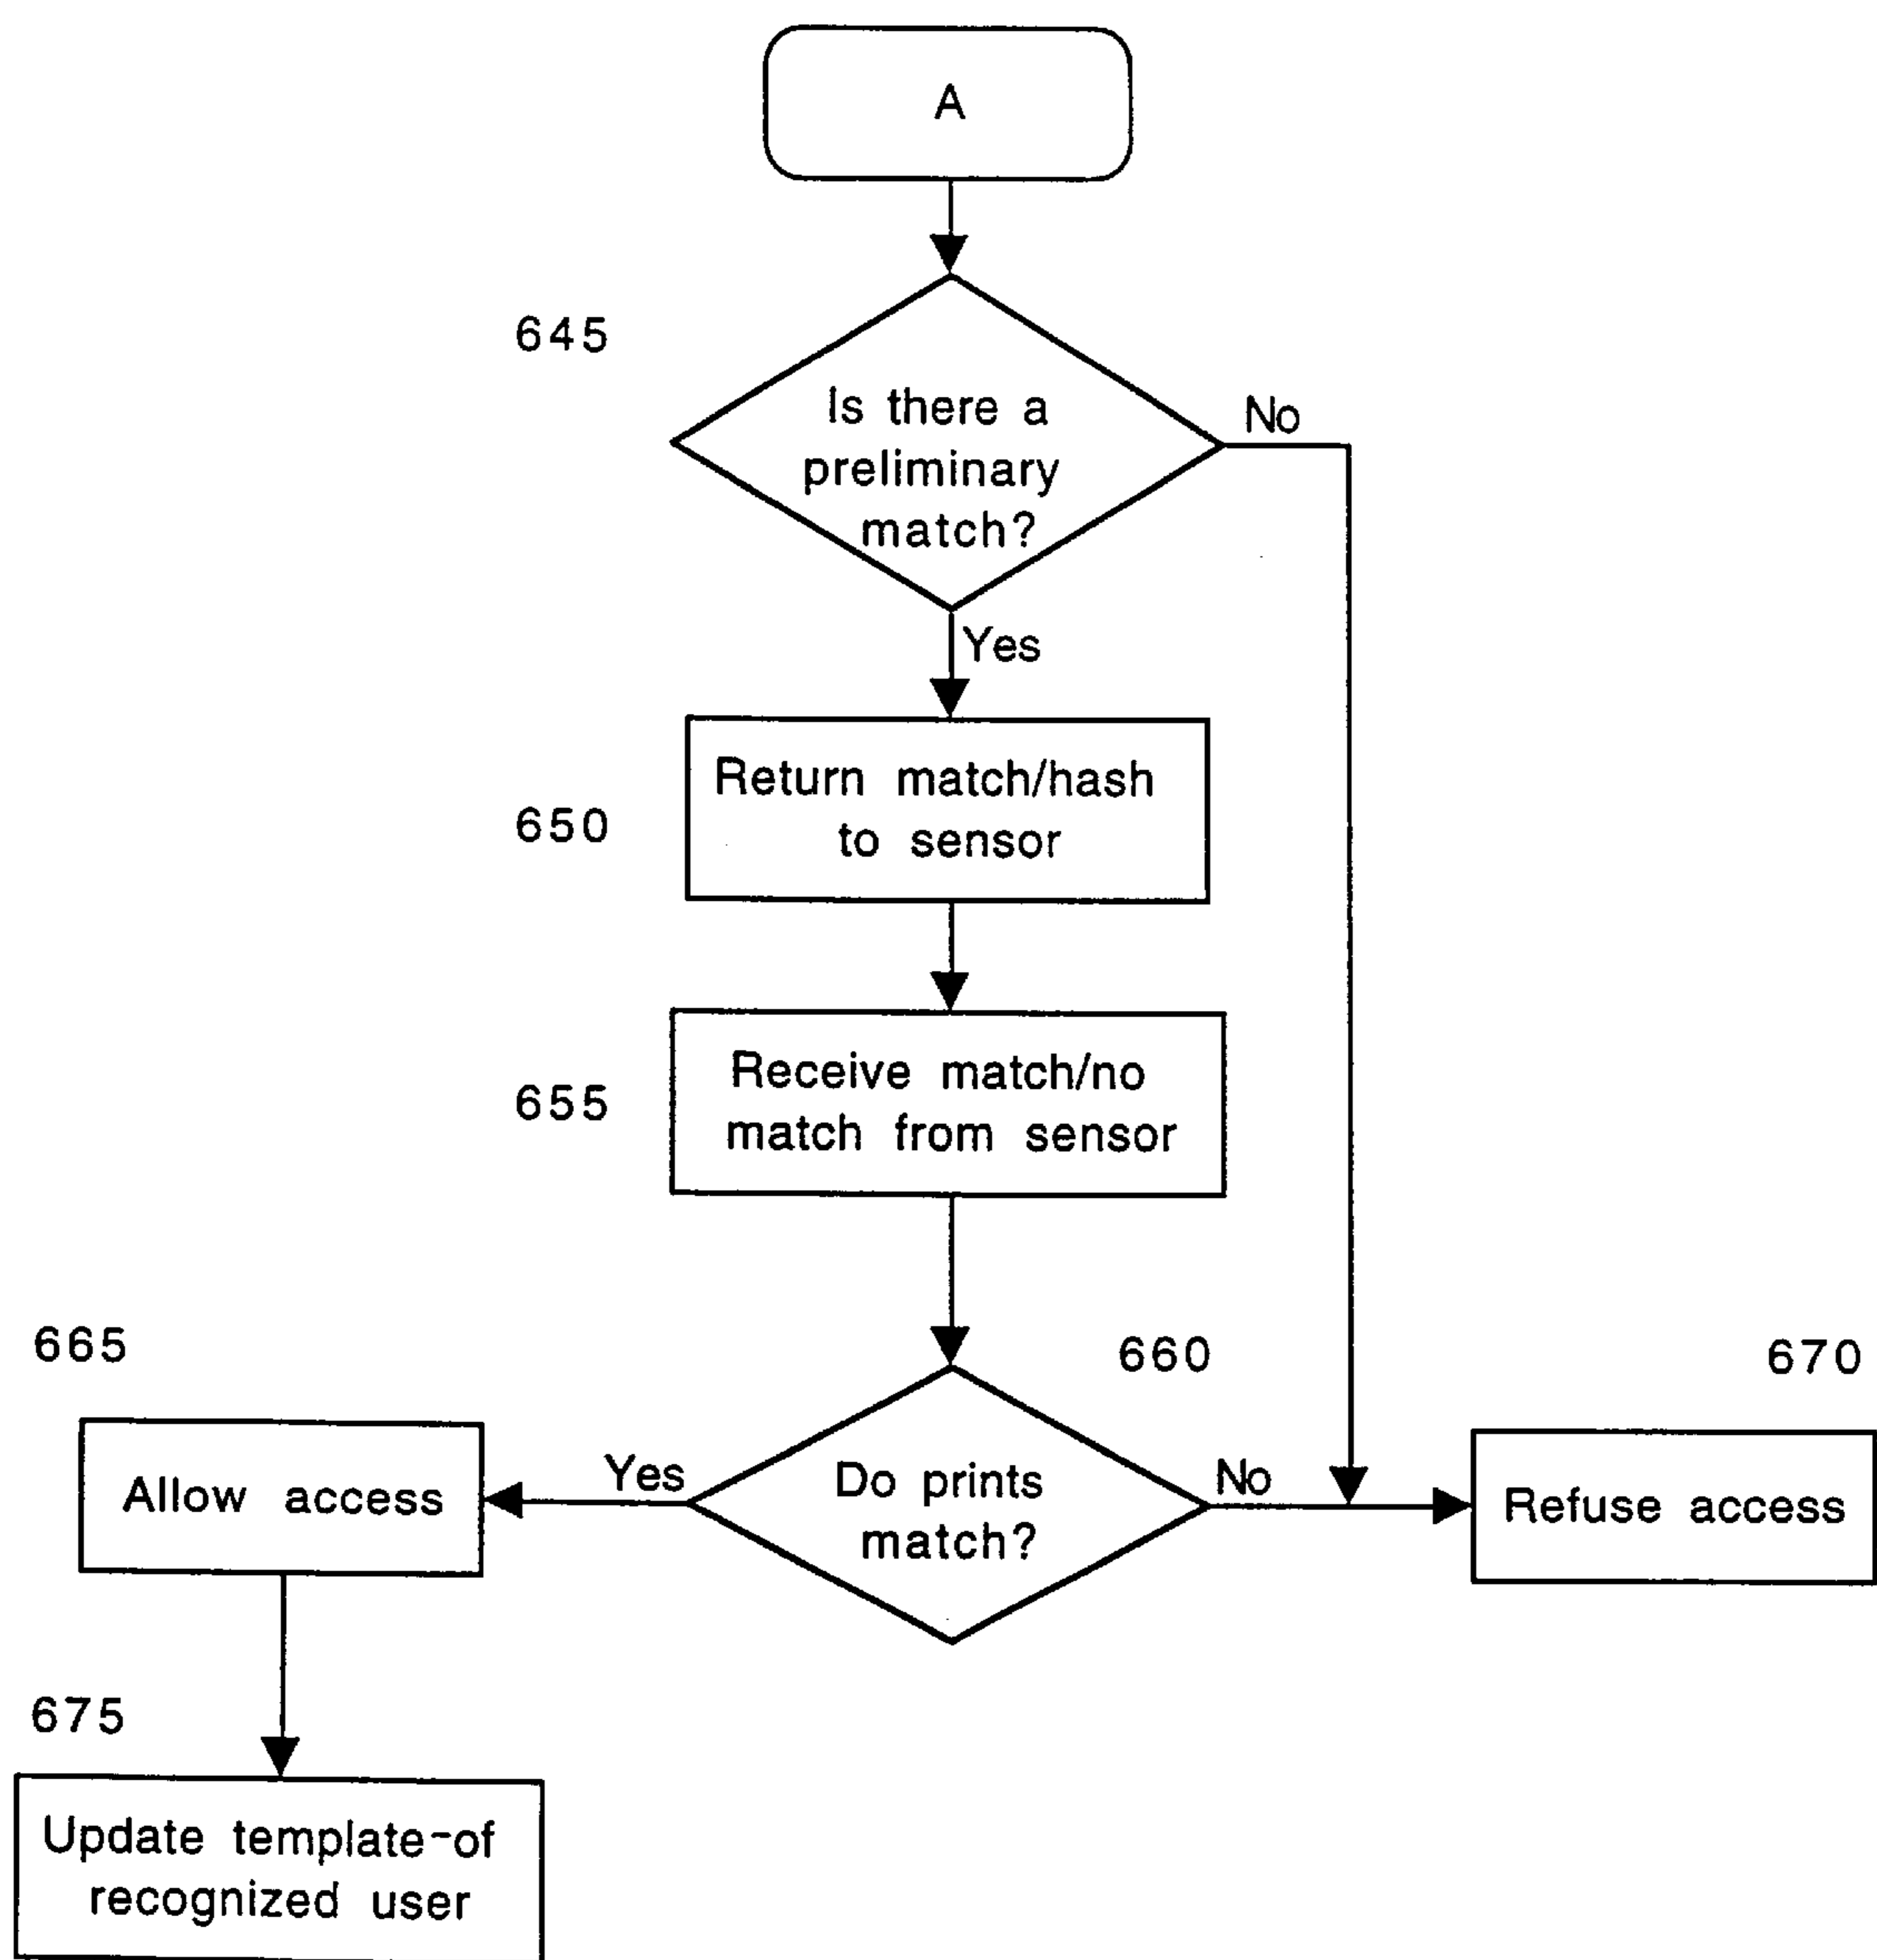 A
645
Is there a
preliminary
match?
No
Yes
650
Return match/hash
to sensor
655
Receive match/no
match from sensor
665
660
670
Allow access
Yes
Do prints
match?
No
Refuse access
675
Update template-of
recognized user